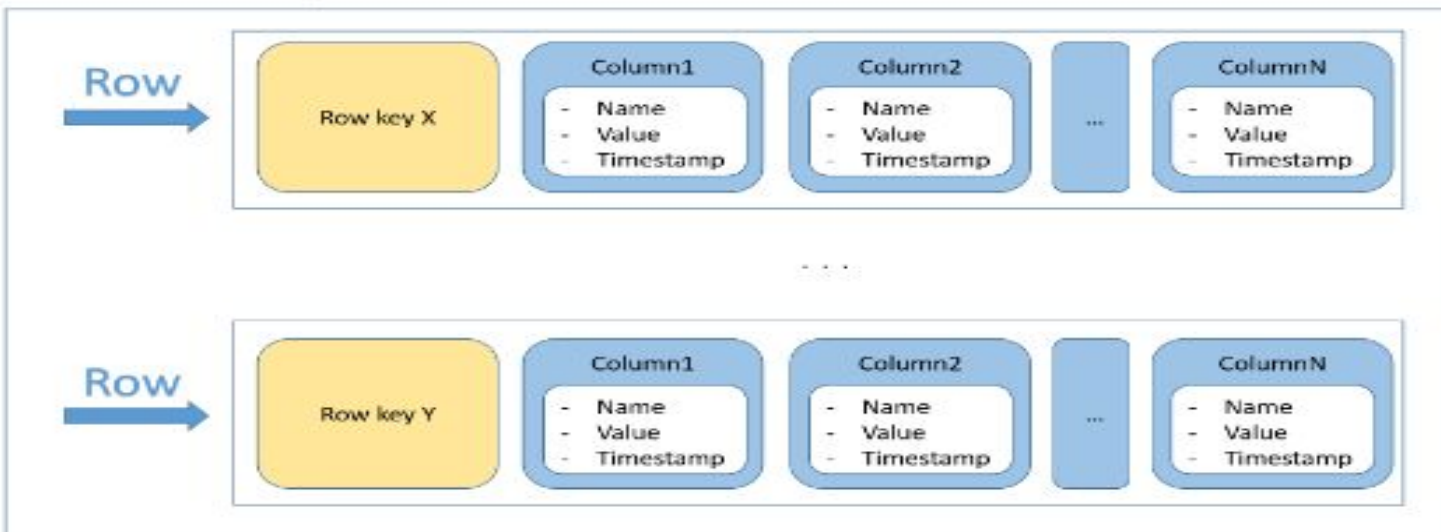 Row
Row key X
Column1
- Name
- Value
- Timestamp
Column2
- Name
- Value
- Timestamp
...
ColumnN
- Name
- Value
- Timestamp
. . .
Row
Row key Y
Column1
- Name
- Value
- Timestamp
Column2
- Name
- Value
- Timestamp
...
ColumnN
- Name
- Value
- Timestamp